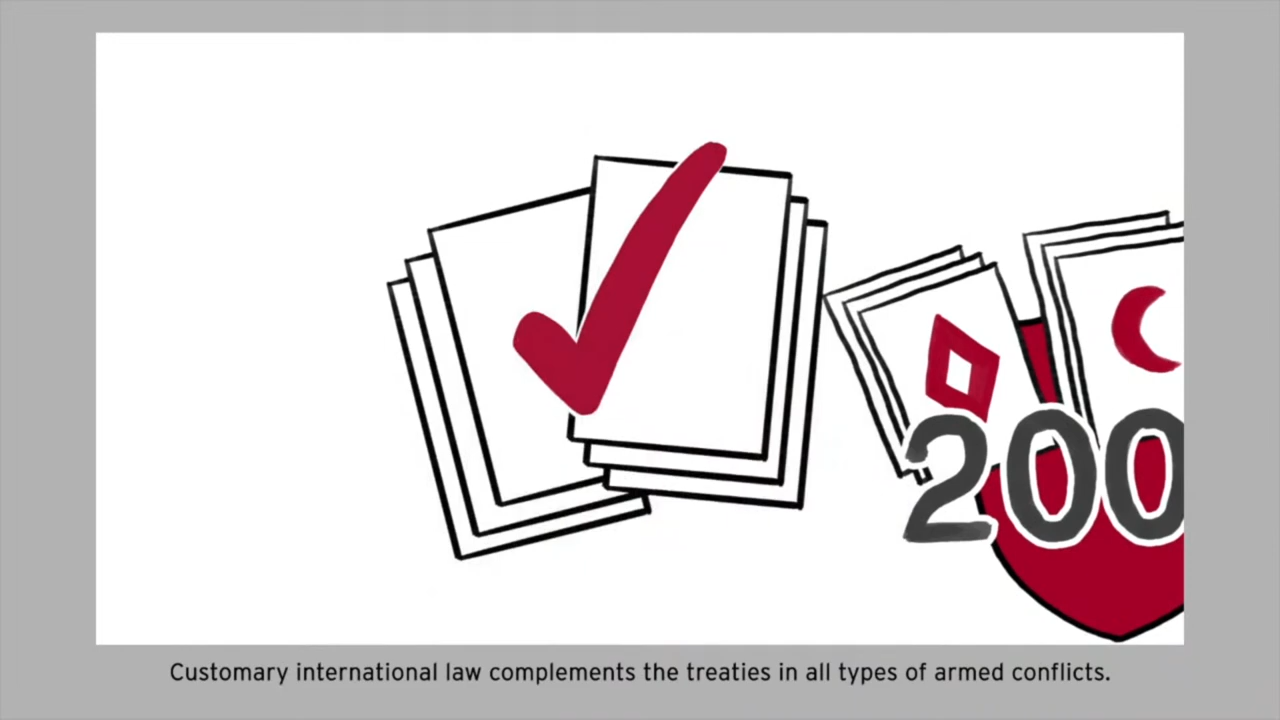 200
Customary international law complements the treaties in all types of armed conflicts.